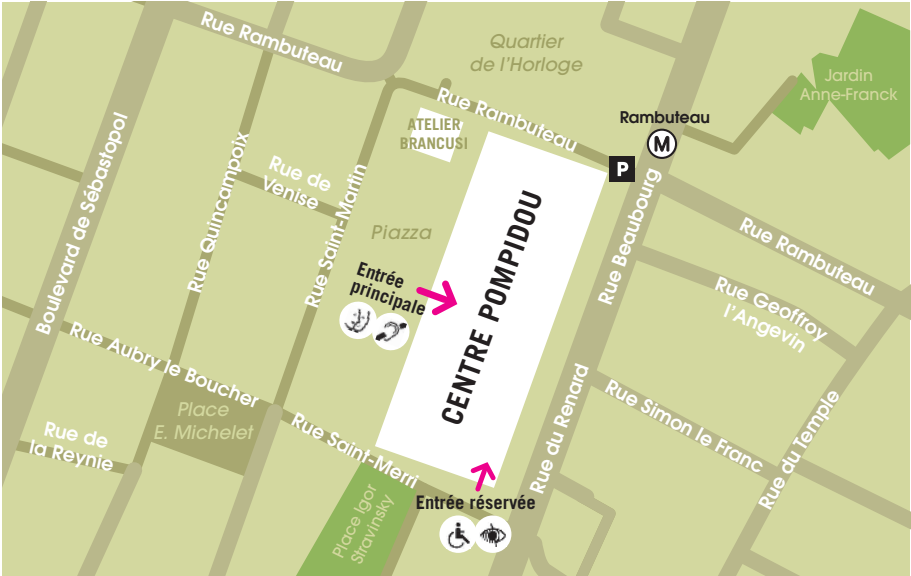 Rue Rambuteau
Quartier
de l'Horloge
Jardin
Anne-Franck
Rue Rambuteau
Rambuteau
M
P
ATELIER
BRANCUSI
Boulevard de Sébastopol
Rue Quincampoix
Rue de
Venise
Rue Saint-Martin
Piazza
CENTRE POMPIDOU
Rue Beaubourg
Rue Rambuteau
Entrée
principale
Rue Geoffroy
l'Angevin
Rue Aubry le Boucher
Place
E. Michelet
Rue de
la Reynie
Rue Saint-Merri
Rue du Renard
Rue Simon le Franc
Rue du Temple
Place Igor
Stravinsky
Entrée réservée